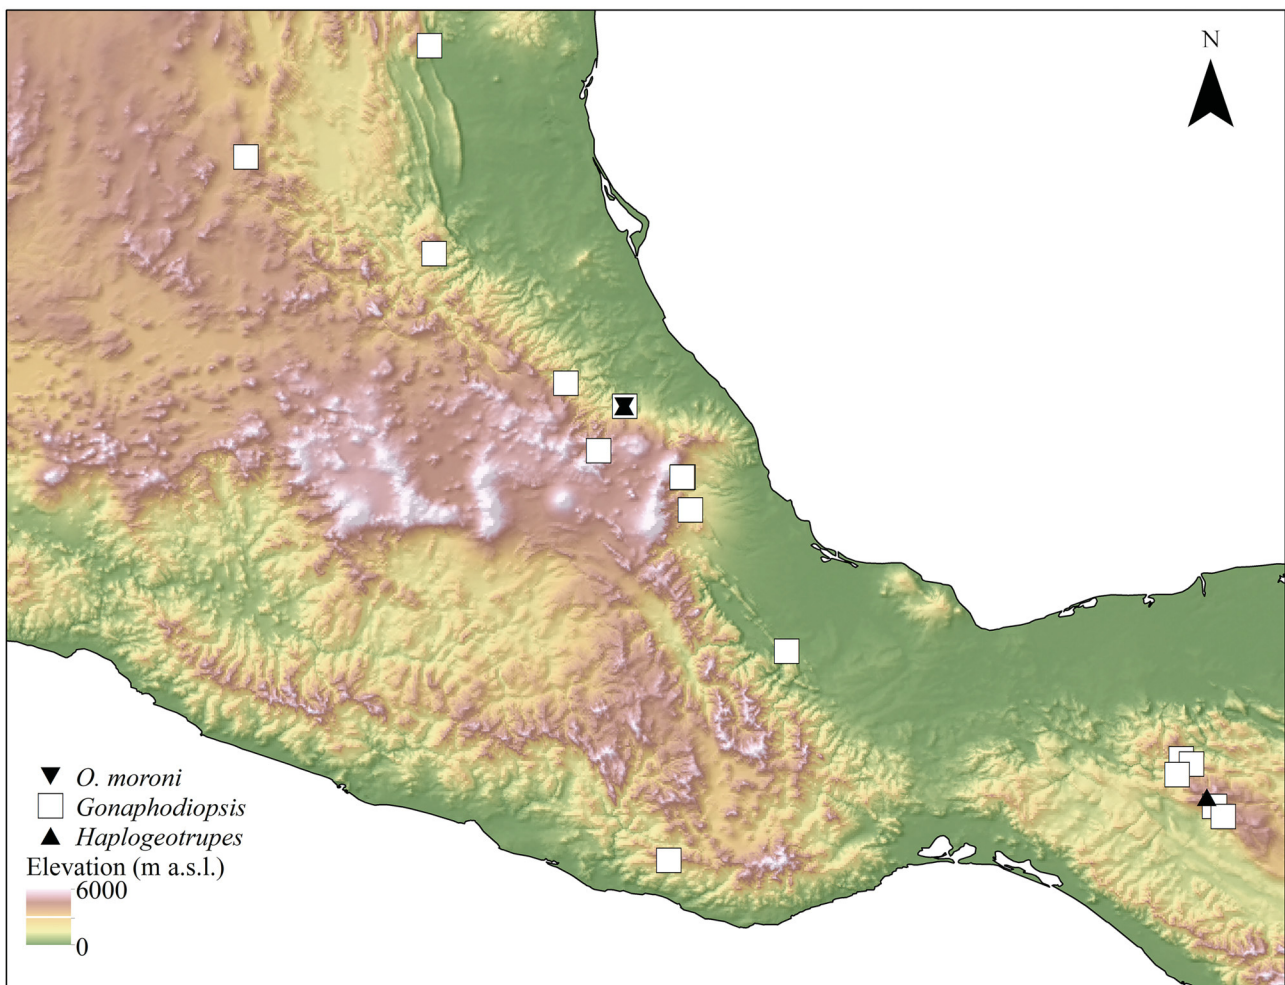 N
O. moroni
Gonaphodiopsis
Haplogeotrupes
Elevation (m a.s.l.)
6000
0